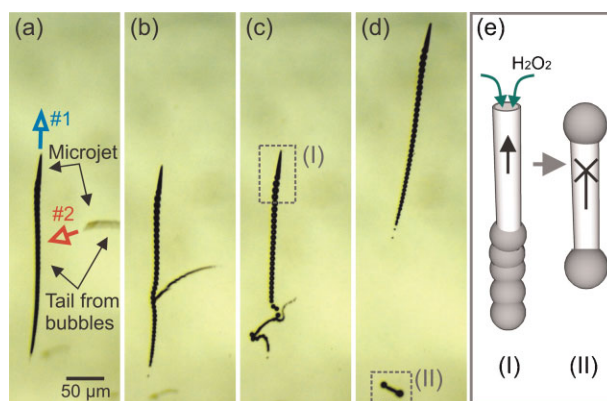 (a)
#1
Microjet
#2
Tail from
bubbles
50 µm
(b)
(c)
(I)
(d)
(II)
(e)
H₂O₂
(I)
(II)